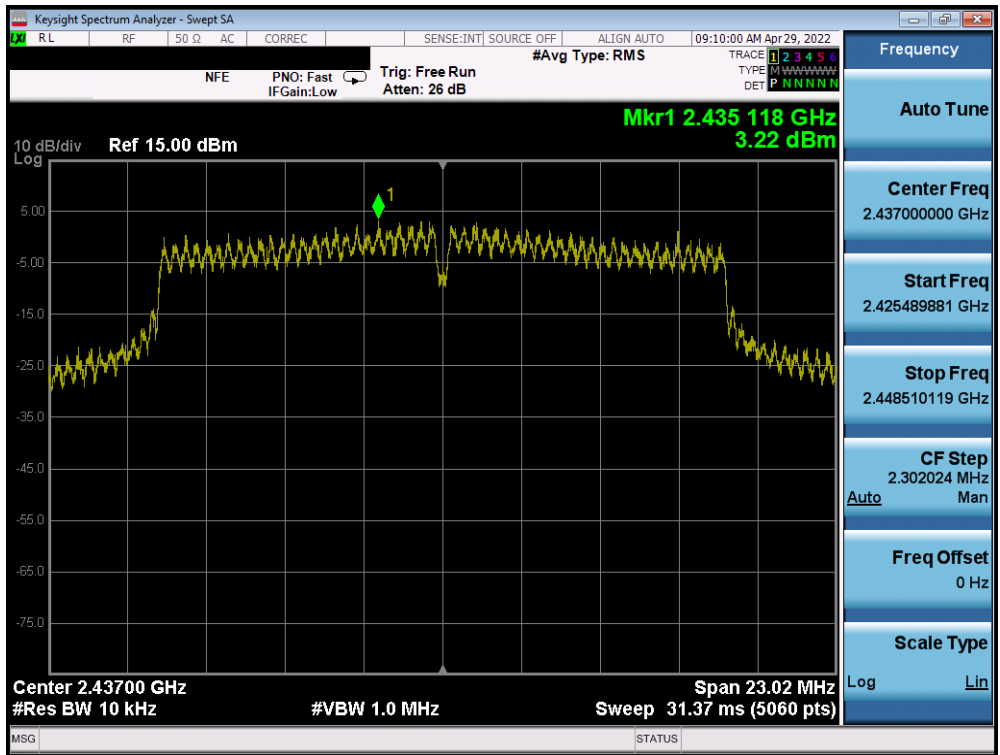 Keysight Spectrum Analyzer - Swept SA
LXI RL RF 50 Ω AC CORREC SENSE:INT SOURCE OFF ALIGN AUTO 09:10:00 AM Apr 29, 2022
Frequency
#Avg Type: RMS TRACE 1 2 3 4 5 6
NFE PNO: Fast Trig: Free Run TYPE M WWWWW
IFGain:Low Atten: 26 dB DET P N N N N N
Auto Tune
Mkr1 2.435 118 GHz
3.22 dBm
10 dB/div Ref 15.00 dBm
Log
1
5.00
-5.00
-15.0
-25.0
-35.0
-45.0
-55.0
-65.0
-75.0
Center Freq
2.437000000 GHz
Start Freq
2.425489881 GHz
Stop Freq
2.448510119 GHz
CF Step
2.302024 MHz
Auto Man
Freq Offset
0 Hz
Scale Type
Log Lin
Center 2.43700 GHz Span 23.02 MHz
#Res BW 10 kHz #VBW 1.0 MHz Sweep 31.37 ms (5060 pts)
MSG STATUS